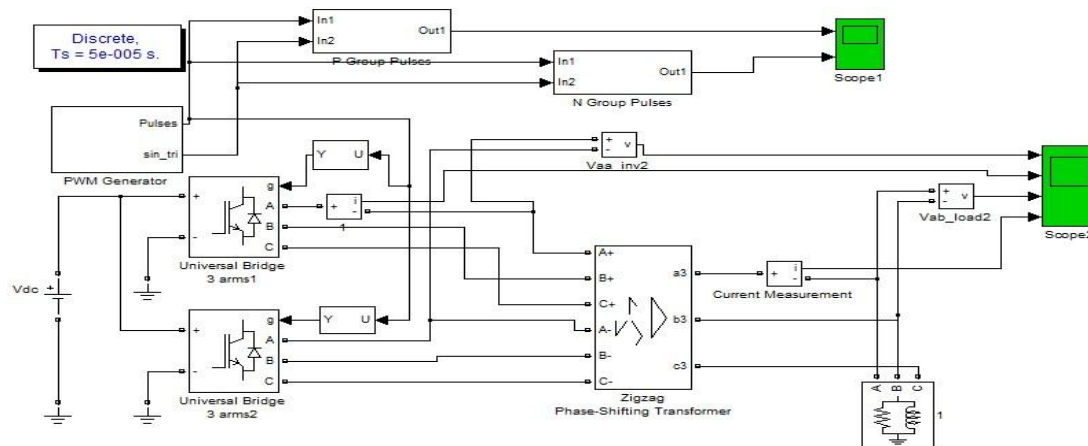 Discrete,
Ts = 5e-005 s.
In1
In2
Out1
P Group Pulses
In1
In2
Out1
N Group Pulses
Scope1
Pulses
sin_tri
PWM Generator
Y U
+ v
-
Vaa_inv2
g
+ A
B
- C
Universal Bridge
3 arms1
+ i
-
1
+ v
-
Vab_load2
Scope2
Vdc +
A+
B+
C+
A-
B-
C-
a3
b3
c3
Zigzag
Phase-Shifting Transformer
+ i
-
Current Measurement
Y U
g
+ A
B
- C
Universal Bridge
3 arms2
A B C
1